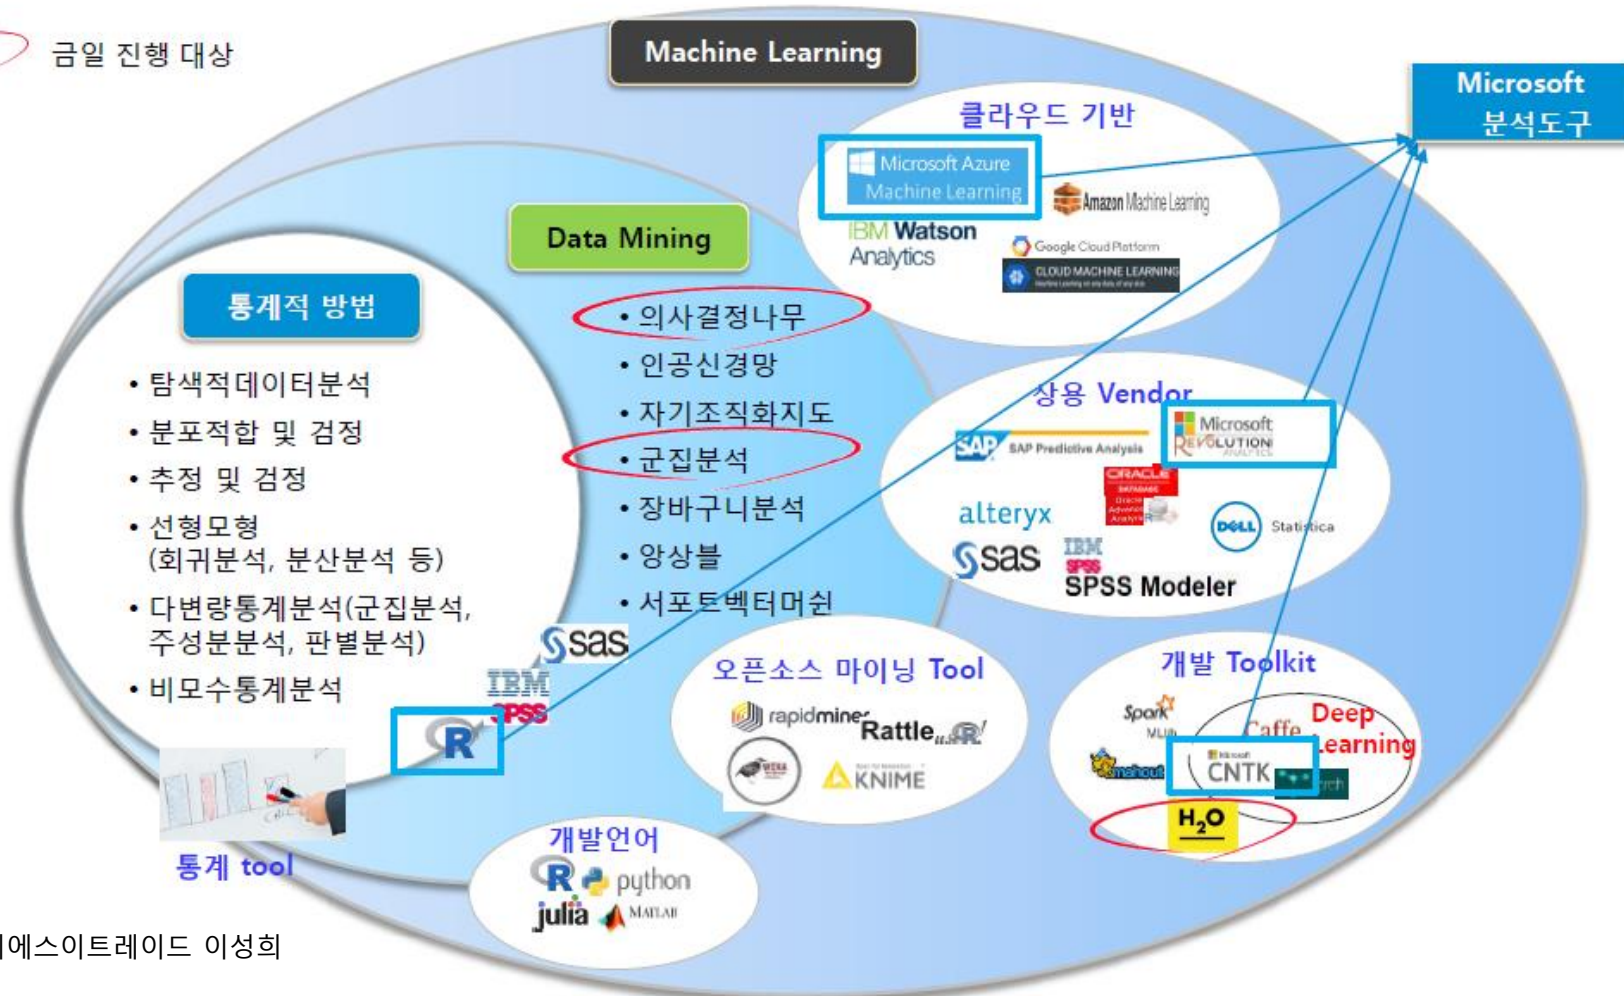 금일 진행 대상
Machine Learning
Microsoft
분석도구
클라우드 기반
Microsoft Azure
Machine Learning
Amazon Machine Learning
IBM Watson
Analytics
Google Cloud Platform
CLOUD MACHINE LEARNING
Data Mining
• 의사결정나무
• 인공신경망
• 자기조직화지도
• 군집분석
• 장바구니분석
• 앙상블
• 서포트벡터머쉰
통계적 방법
• 탐색적데이터분석
• 분포적합 및 검정
• 추정 및 검정
• 선형모형
(회귀분석, 분산분석 등)
• 다변량통계분석(군집분석,
주성분분석, 판별분석)
• 비모수통계분석
sas
IBM
SPSS
R
통계 tool
상용 Vendor
SAP SAP Predictive Analysis
Microsoft
REVOLUTION
ANALYTICS
ORACLE
DATABASE
alteryx
DELL Statistica
sas
IBM
SPSS
SPSS Modeler
오픈소스 마이닝 Tool
rapidminer
Rattle
R
WEKA
KNIME
개발 Toolkit
Spark
MLlib
Caffe
Deep
Learning
mahout
Microsoft
CNTK
H2O
개발언어
R python
julia MATLAB
에스이트레이드 이성희